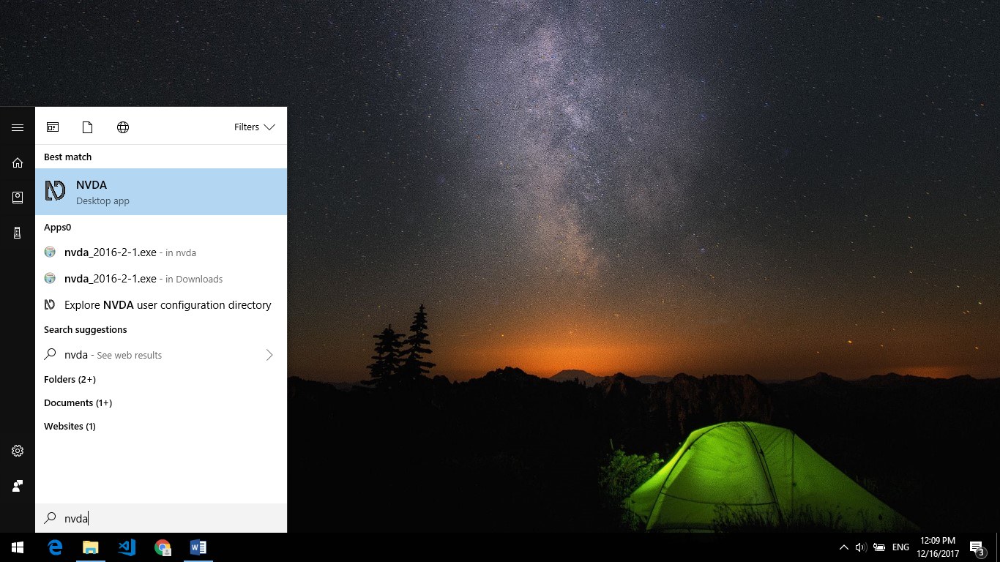 Filters
Best match
NVDA
Desktop app
Apps0
nvda_2016-2-1.exe - in nvda
nvda_2016-2-1.exe - in Downloads
Explore NVDA user configuration directory
Search suggestions
nvda - See web results
Folders (2+)
Documents (1+)
Websites (1)
nvda
ENG
12:09 PM
12/16/2017
3